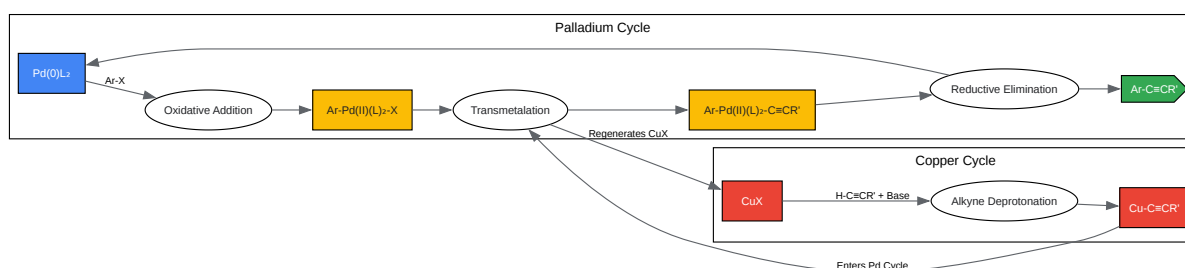 Palladium Cycle
Pd(0)L₂
Ar-X
Oxidative Addition
Ar-Pd(II)(L)₂-X
Transmetalation
Ar-Pd(II)(L)₂-C≡CR'
Reductive Elimination
Ar-C≡CR'
Regenerates CuX
Copper Cycle
CuX
H-C≡CR' + Base
Alkyne Deprotonation
Cu-C≡CR'
Enters Pd Cycle